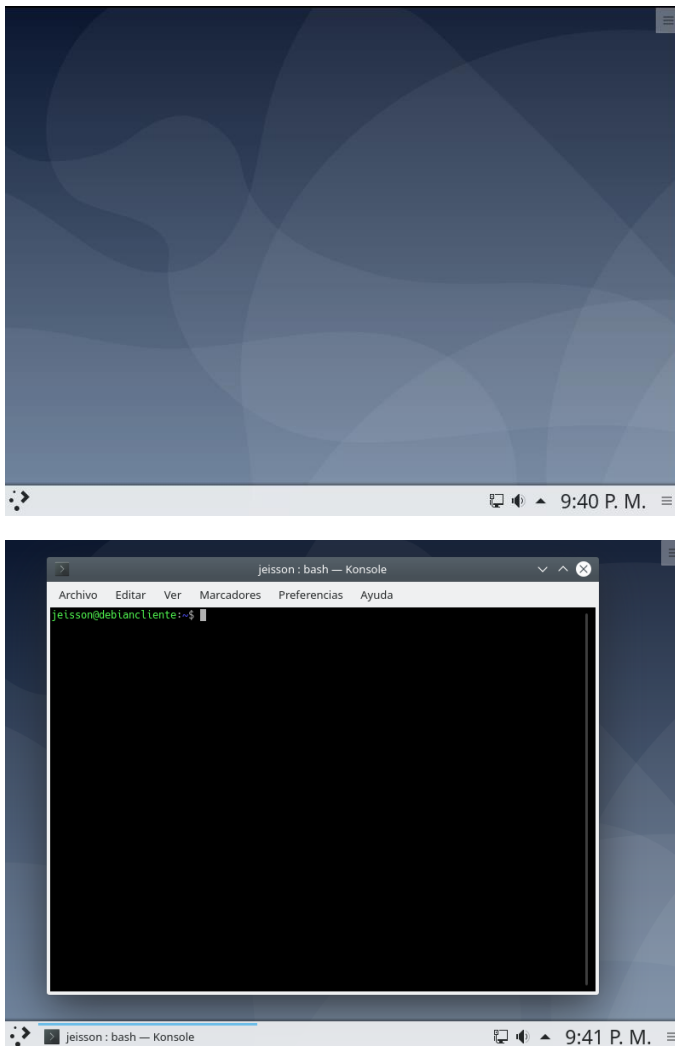 9:40 P. M.
jeisson : bash — Konsole
Archivo Editar Ver Marcadores Preferencias Ayuda
jeisson@debiancliente:~$
jeisson : bash — Konsole 9:41 P. M.